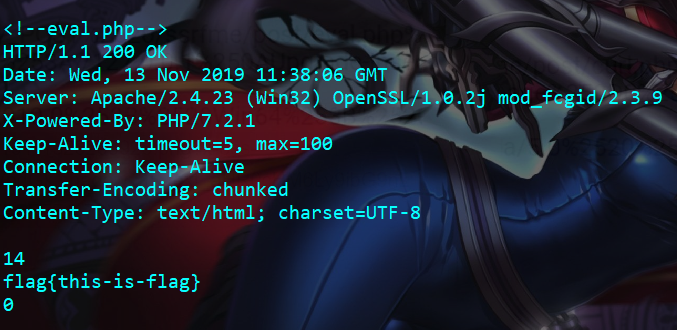 <!--eval.php-->
HTTP/1.1 200 OK
Date: Wed, 13 Nov 2019 11:38:06 GMT
Server: Apache/2.4.23 (Win32) OpenSSL/1.0.2j mod_fcgid/2.3.9
X-Powered-By: PHP/7.2.1
Keep-Alive: timeout=5, max=100
Connection: Keep-Alive
Transfer-Encoding: chunked
Content-Type: text/html; charset=UTF-8

14
flag{this-is-flag}
0